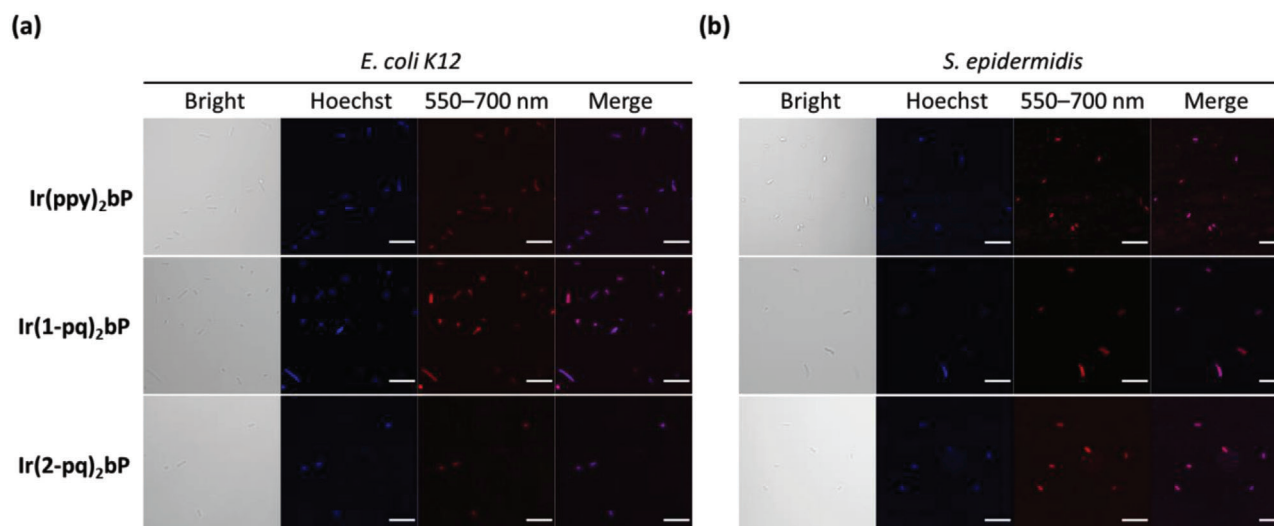 (a)
(b)
E. coli K12
S. epidermidis
Bright Hoechst 550–700 nm Merge
Bright Hoechst 550–700 nm Merge
Ir(ppy)₂bP
Ir(1-pq)₂bP
Ir(2-pq)₂bP